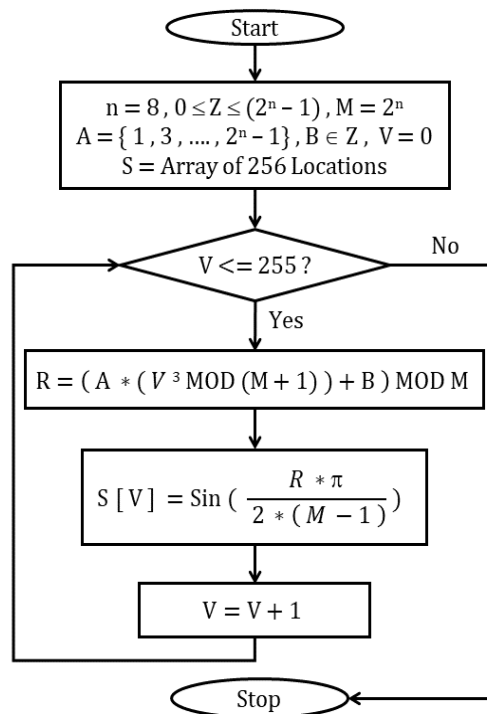 Start
n = 8 , 0 ≤ Z ≤ (2ⁿ – 1) , M = 2ⁿ
A = { 1 , 3 , …., 2ⁿ – 1}, B ∈ Z , V = 0
S = Array of 256 Locations
V <= 255 ?
No
Yes
R = ( A * ( V ³ MOD (M + 1) ) + B ) MOD M
S [ V ] = Sin ( R * π / 2 * ( M – 1 ) )
V = V + 1
Stop